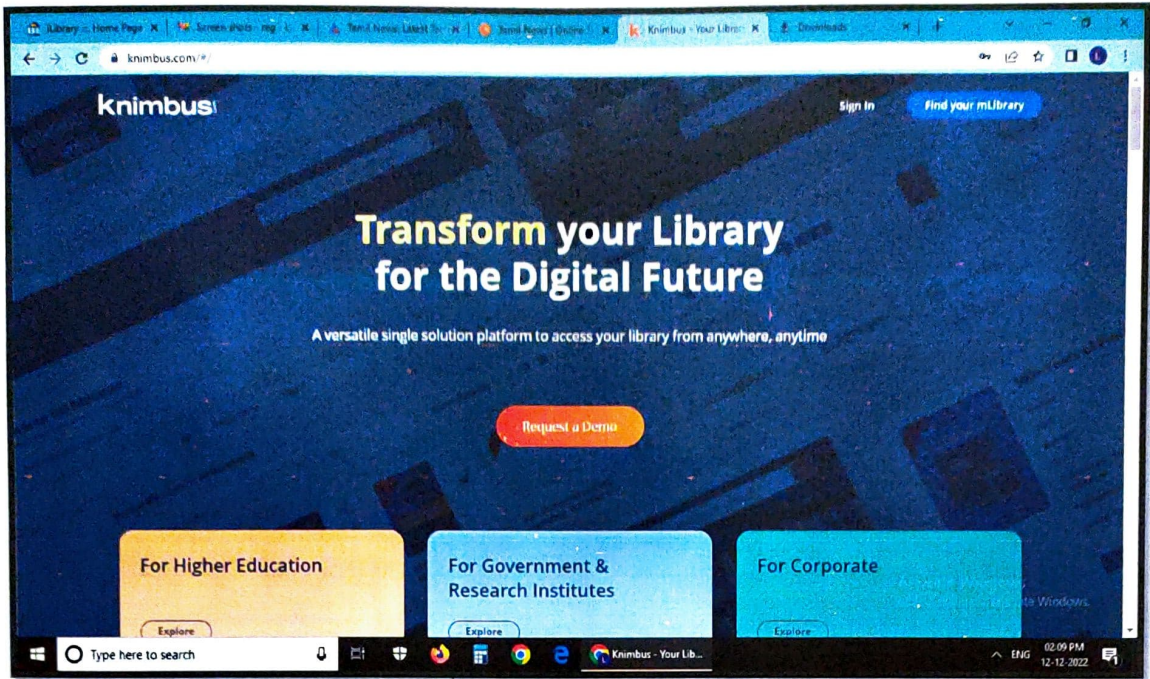 Library :: Home Page
Tamil News
Knimbus - Your Librar
Downloads
knimbus.com/#/
knimbus
Sign In
Find your mLibrary
Transform your Library
for the Digital Future
A versatile single solution platform to access your library from anywhere, anytime
Request a Demo
For Higher Education
Explore
For Government &
Research Institutes
Explore
For Corporate
Explore
Windows.
Type here to search
Knimbus - Your Lib...
ENG
02:09 PM
12-12-2022